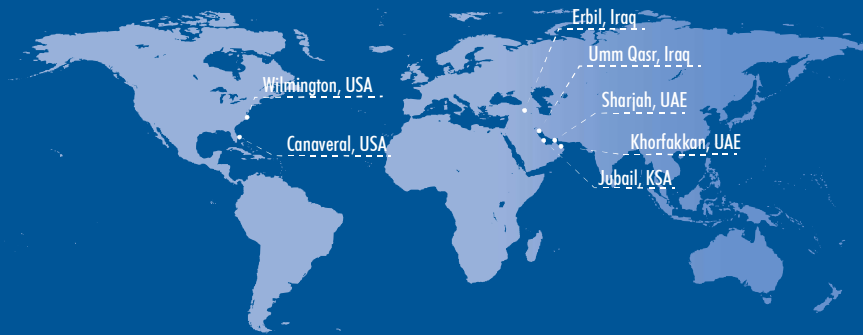 Erbil, Iraq
Umm Qasr, Iraq
Wilmington, USA
Sharjah, UAE
Canaveral, USA
Khorfakkan, UAE
Jubail, KSA